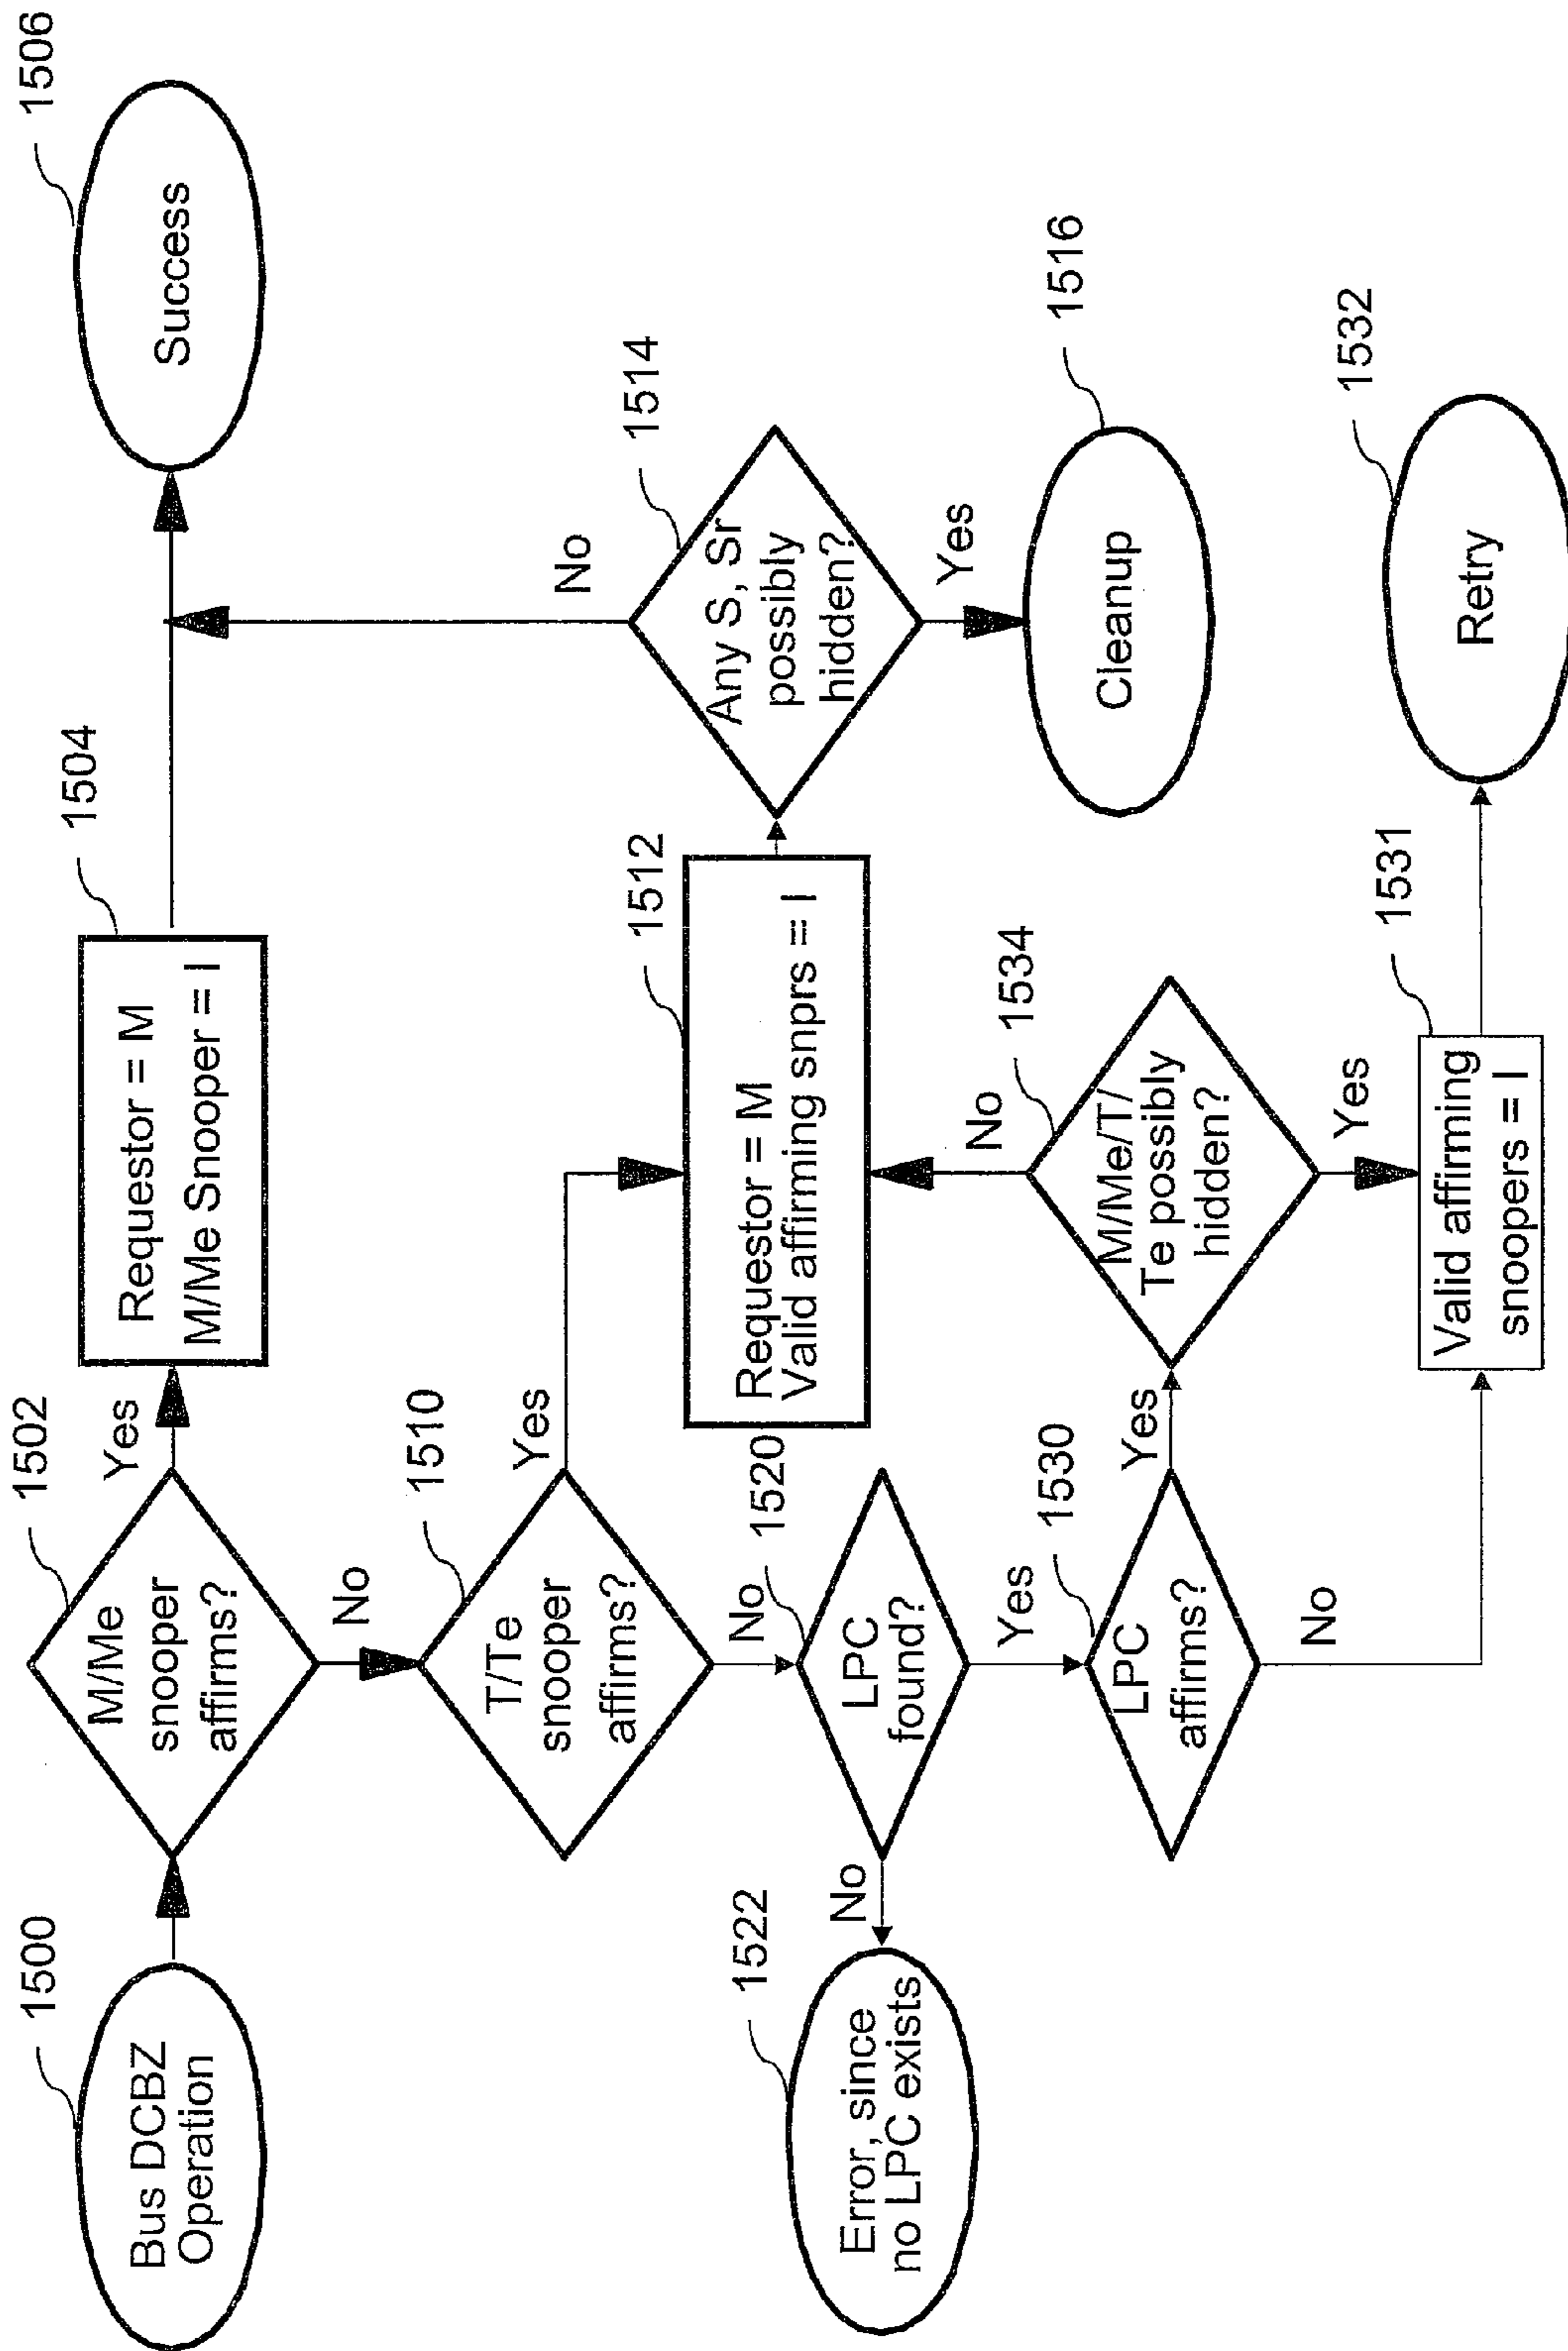 1500
Bus DCBZ
Operation
1502
M/Me
snooper
affirms?
Yes
No
1504
Requestor = M
M/Me Snooper = I
1506
Success
1510
T/Te
snooper
affirms?
Yes
No
1512
Requestor = M
Valid affirming snprs = I
1514
Any S, Sr
possibly
hidden?
No
Yes
1516
Cleanup
1520
LPC
found?
No
Yes
1522
Error, since
no LPC exists
1530
LPC
affirms?
Yes
No
1534
M/Me/T/
Te possibly
hidden?
No
Yes
1531
Valid affirming
snoopers = I
1532
Retry